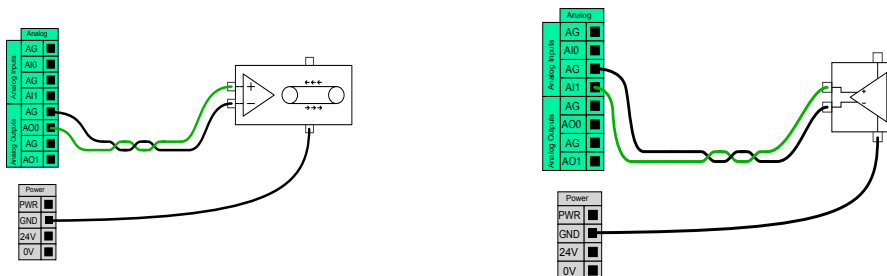 Analog
Analog Inputs
AG
AI0
AG
AI1
Analog Outputs
AG
AO0
AG
AO1
Power
PWR
GND
24V
0V
+
−
Analog
Analog Inputs
AG
AI0
AG
AI1
Analog Outputs
AG
AO0
AG
AO1
Power
PWR
GND
24V
0V
+
−